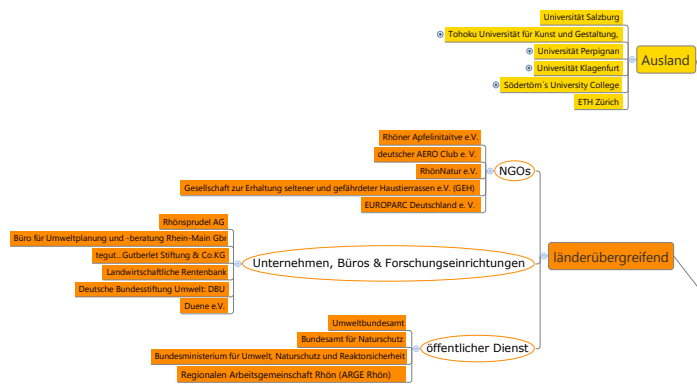 Universität Salzburg
Tohoku Universität für Kunst und Gestaltung,
Universität Perpignan
Universität Klagenfurt
Södertörn´s University College
ETH Zürich
Ausland
Rhöner Apfelinitaitve e.V.
deutscher AERO Club e. V.
RhönNatur e.V.
Gesellschaft zur Erhaltung seltener und gefährdeter Haustierrassen e.V. (GEH)
EUROPARC Deutschland e. V.
NGOs
Rhönsprudel AG
Büro für Umweltplanung und -beratung Rhein-Main Gbr
tegut...Gutberlet Stiftung & Co.KG
Landwirtschaftliche Rentenbank
Deutsche Bundesstiftung Umwelt: DBU
Duene e.V.
Unternehmen, Büros & Forschungseinrichtungen
länderübergreifend
Umweltbundesamt
Bundesamt für Naturschutz
Bundesministerium für Umwelt, Naturschutz und Reaktorsicherheit
Regionalen Arbeitsgemeinschaft Rhön (ARGE Rhön)
öffentlicher Dienst